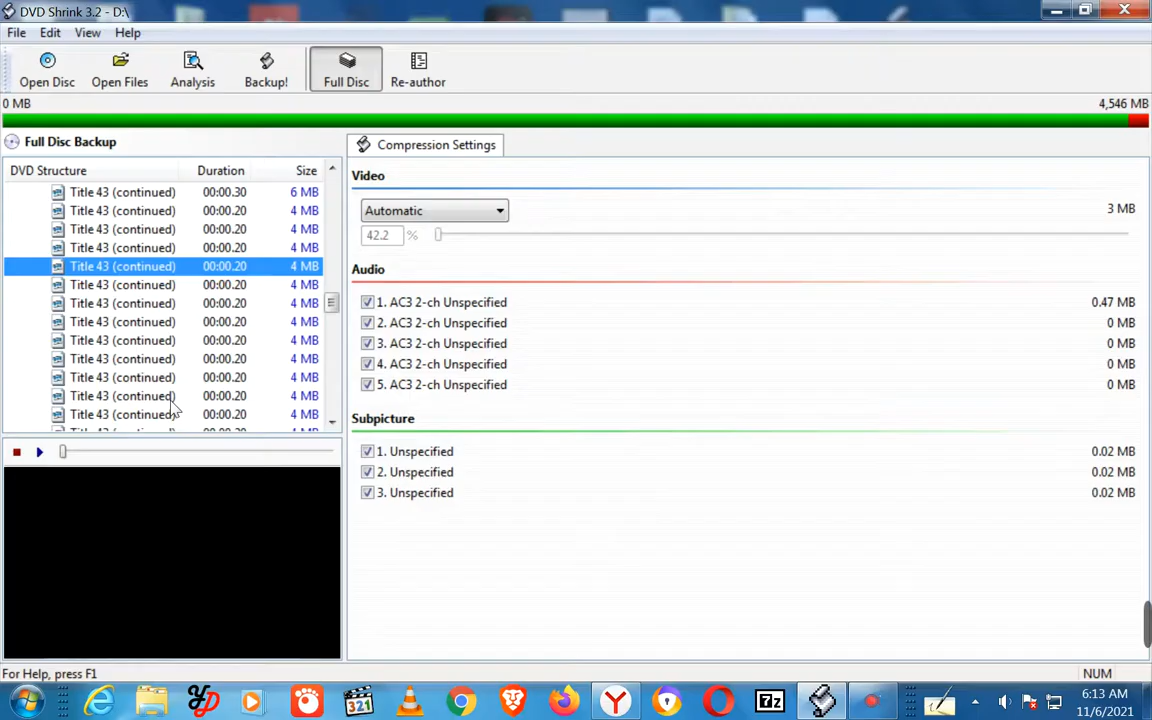 DVD Shrink 3.2 - D:\
File Edit View Help
Open Disc Open Files Analysis Backup! Full Disc Re-author
0 MB 4,546 MB
Full Disc Backup
DVD Structure Duration Size
Title 43 (continued) 00:00.30 6 MB
Title 43 (continued) 00:00.20 4 MB
Title 43 (continued) 00:00.20 4 MB
Title 43 (continued) 00:00.20 4 MB
Title 43 (continued) 00:00.20 4 MB
Title 43 (continued) 00:00.20 4 MB
Title 43 (continued) 00:00.20 4 MB
Title 43 (continued) 00:00.20 4 MB
Title 43 (continued) 00:00.20 4 MB
Title 43 (continued) 00:00.20 4 MB
Title 43 (continued) 00:00.20 4 MB
Title 43 (continued) 00:00.20 4 MB
Title 43 (continued) 00:00.20 4 MB
Compression Settings
Video
Automatic 3 MB
42.2 %
Audio
1. AC3 2-ch Unspecified 0.47 MB
2. AC3 2-ch Unspecified 0 MB
3. AC3 2-ch Unspecified 0 MB
4. AC3 2-ch Unspecified 0 MB
5. AC3 2-ch Unspecified 0 MB
Subpicture
1. Unspecified 0.02 MB
2. Unspecified 0.02 MB
3. Unspecified 0.02 MB
For Help, press F1 NUM
321
7z
6:13 AM
11/6/2021